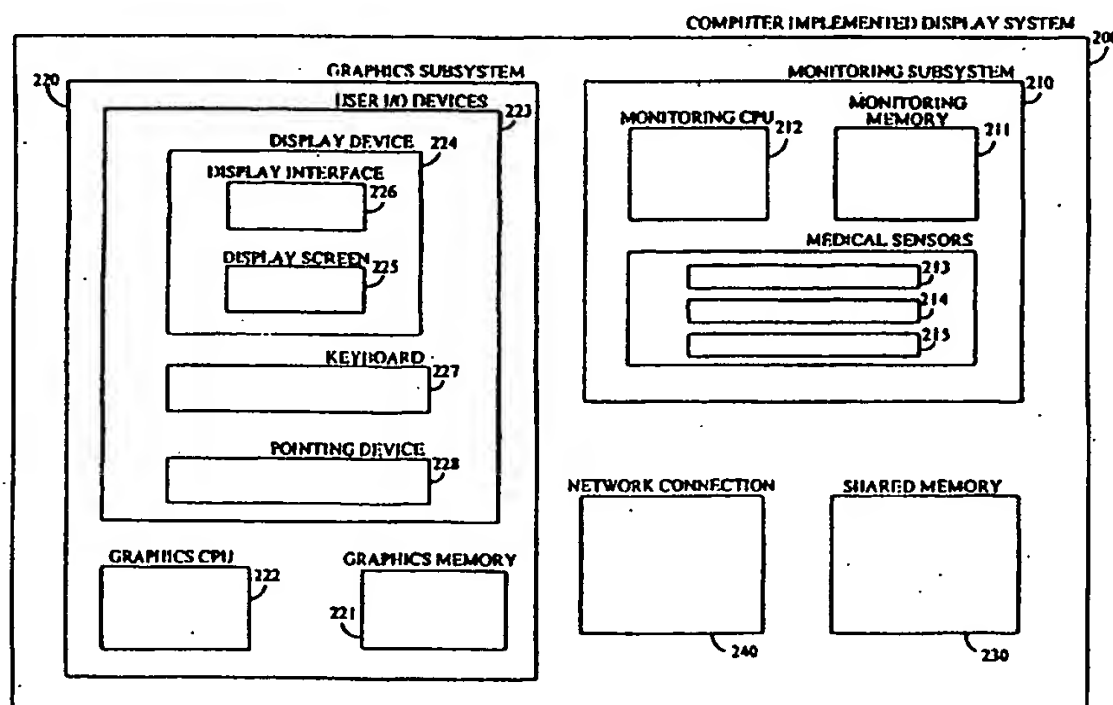 COMPUTER IMPLEMENTED DISPLAY SYSTEM
200
GRAPHICS SUBSYSTEM
220
USER I/O DEVICES
223
DISPLAY DEVICE
224
DISPLAY INTERFACE
226
DISPLAY SCREEN
225
KEYBOARD
227
POINTING DEVICE
228
GRAPHICS CPU
222
GRAPHICS MEMORY
221
MONITORING SUBSYSTEM
210
MONITORING CPU
212
MONITORING
MEMORY
211
MEDICAL SENSORS
213
214
215
NETWORK CONNECTION
240
SHARED MEMORY
230